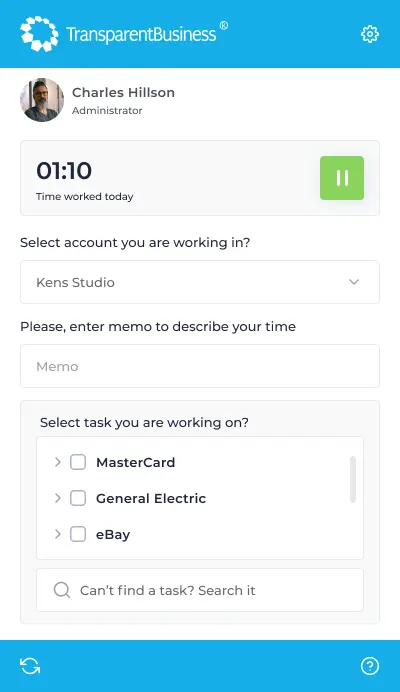 TransparentBusiness ®
Charles Hillson
Administrator
01:10
Time worked today
Select account you are working in?
Kens Studio
Please, enter memo to describe your time
Memo
Select task you are working on?
MasterCard
General Electric
eBay
Can’t find a task? Search it